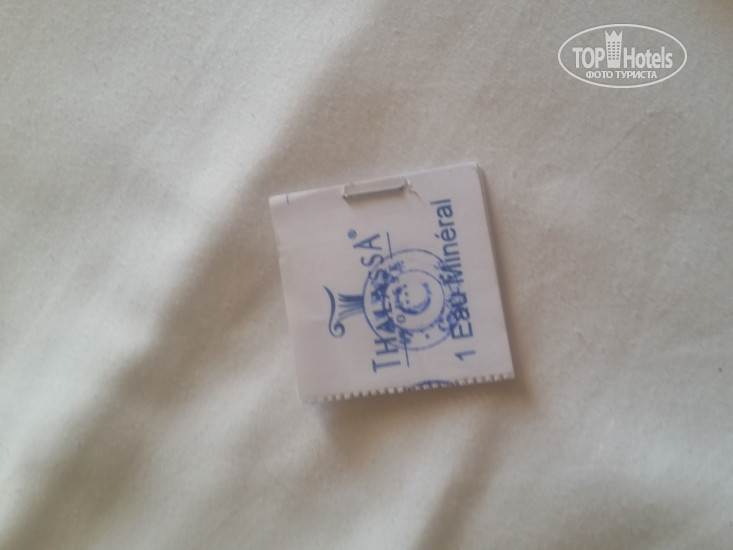 TOP Hotels
ФОТО ТУРИСТА
THALASSA®
1 Eau Minéral